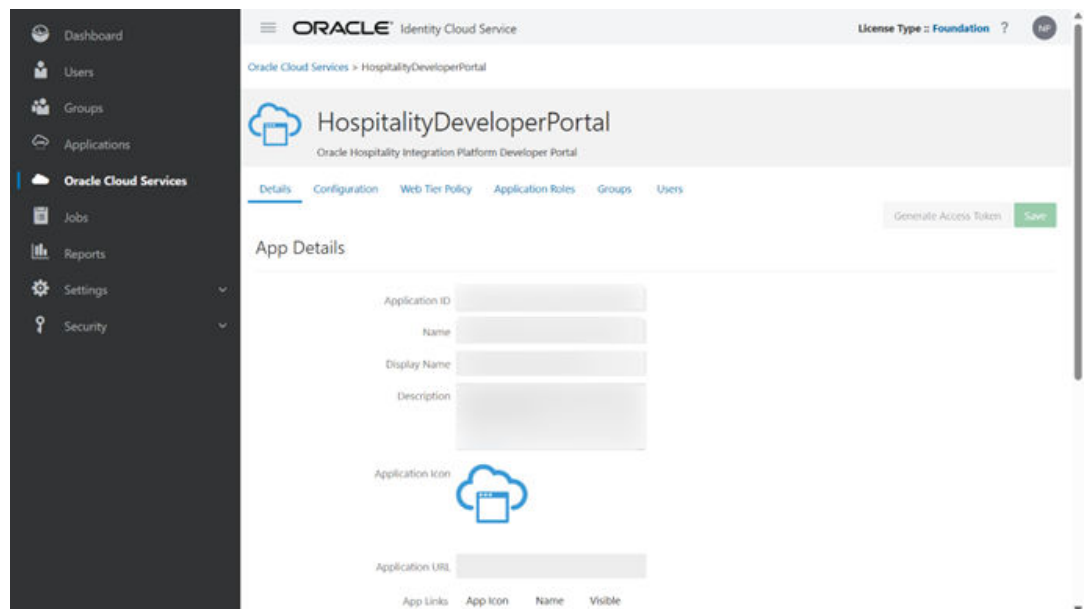 Dashboard
Users
Groups
Applications
Oracle Cloud Services
Jobs
Reports
Settings
Security
ORACLE® Identity Cloud Service
License Type :: Foundation ? NP
Oracle Cloud Services > HospitalityDeveloperPortal
HospitalityDeveloperPortal
Oracle Hospitality Integration Platform Developer Portal
Details Configuration Web Tier Policy Application Roles Groups Users
Generate Access Token Save
App Details
Application ID
Name
Display Name
Description
Application Icon
Application URL
App Links App Icon Name Visible